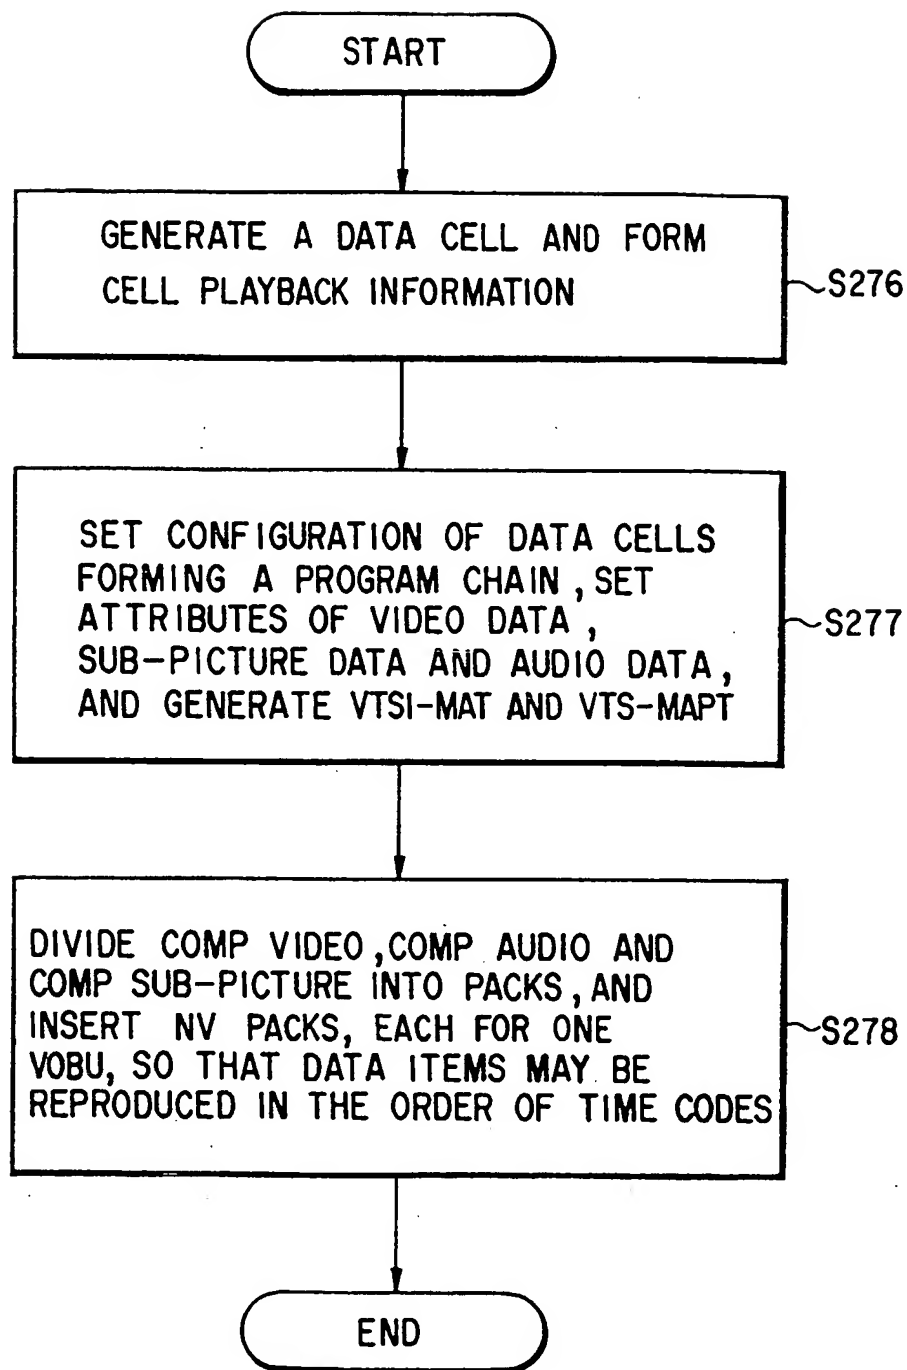 START
GENERATE A DATA CELL AND FORM
CELL PLAYBACK INFORMATION
S276
SET CONFIGURATION OF DATA CELLS
FORMING A PROGRAM CHAIN, SET
ATTRIBUTES OF VIDEO DATA,
SUB-PICTURE DATA AND AUDIO DATA,
AND GENERATE VTSI-MAT AND VTS-MAPT
S277
DIVIDE COMP VIDEO, COMP AUDIO AND
COMP SUB-PICTURE INTO PACKS, AND
INSERT NV PACKS, EACH FOR ONE
VOBU, SO THAT DATA ITEMS MAY BE
REPRODUCED IN THE ORDER OF TIME CODES
S278
END